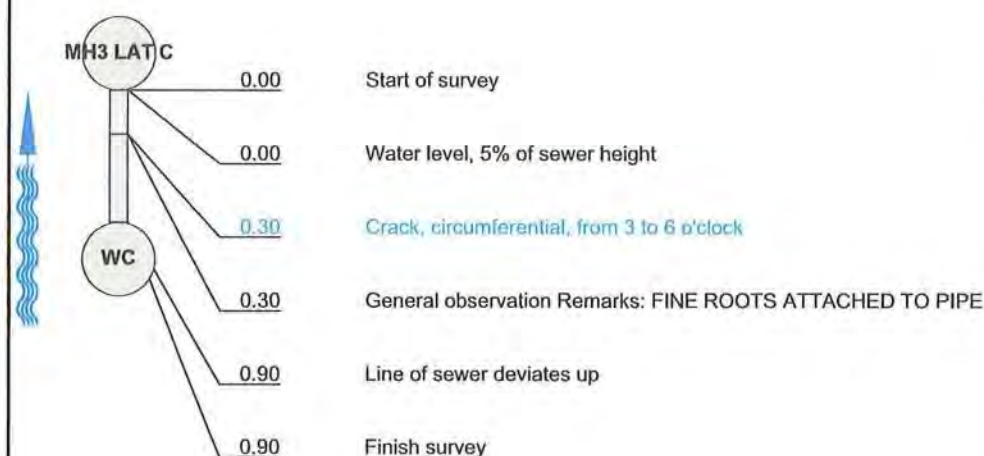 MH3 LAT C
0.00 Start of survey
0.00 Water level, 5% of sewer height
0.30 Crack, circumferential, from 3 to 6 o'clock
WC
0.30 General observation Remarks: FINE ROOTS ATTACHED TO PIPE
0.90 Line of sewer deviates up
0.90 Finish survey